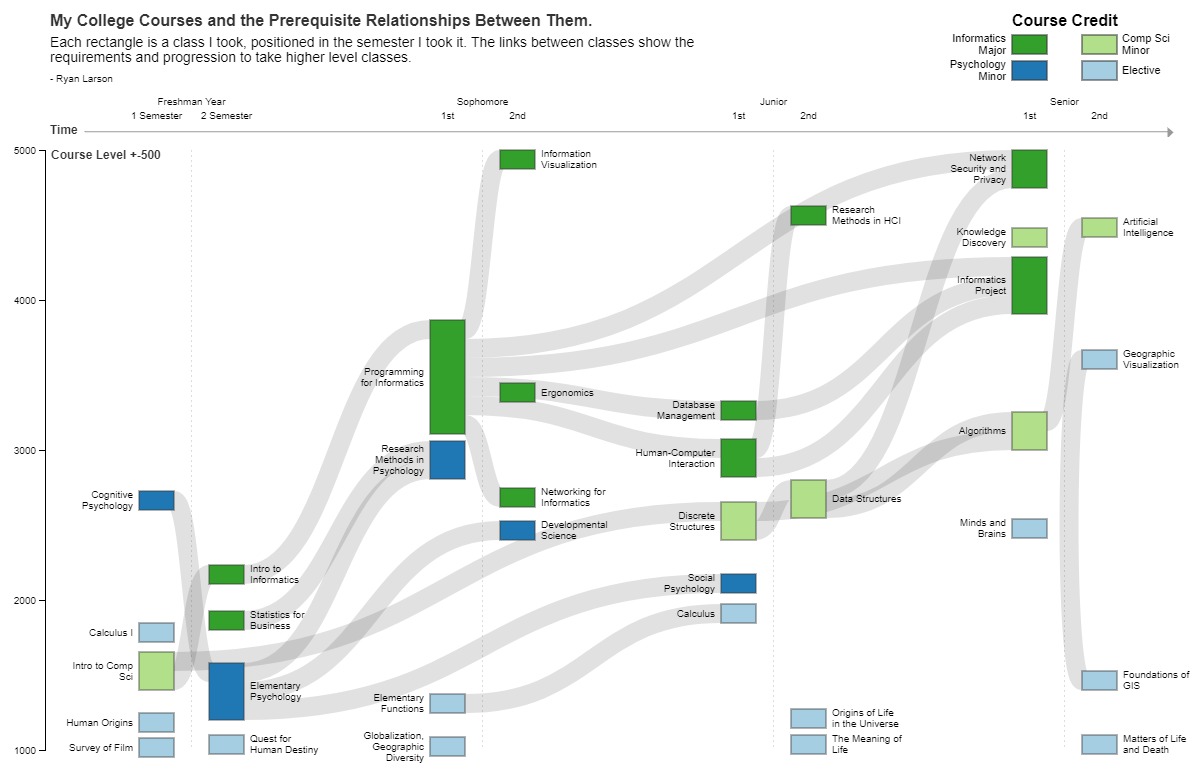 My College Courses and the Prerequisite Relationships Between Them.
Each rectangle is a class I took, positioned in the semester I took it. The links between classes show the
requirements and progression to take higher level classes.
- Ryan Larson
Course Credit
Informatics
Major
Comp Sci
Minor
Psychology
Minor
Elective
Freshman Year
Sophomore
Junior
Senior
1 Semester
2 Semester
1st
2nd
1st
2nd
1st
2nd
Time
Course Level +-500
5000
4000
3000
2000
1000
Cognitive
Psychology
Calculus I
Intro to Comp
Sci
Human Origins
Survey of Film
Intro to
Informatics
Statistics for
Business
Elementary
Psychology
Quest for
Human Destiny
Programming
for Informatics
Research
Methods in
Psychology
Elementary
Functions
Globalization,
Geographic
Diversity
Information
Visualization
Ergonomics
Networking for
Informatics
Developmental
Science
Database
Management
Human-Computer
Interaction
Discrete
Structures
Social
Psychology
Calculus
Research
Methods in HCI
Data Structures
Origins of Life
in the Universe
The Meaning of
Life
Network
Security and
Privacy
Knowledge
Discovery
Informatics
Project
Algorithms
Minds and
Brains
Artificial
Intelligence
Geographic
Visualization
Foundations of
GIS
Matters of Life
and Death